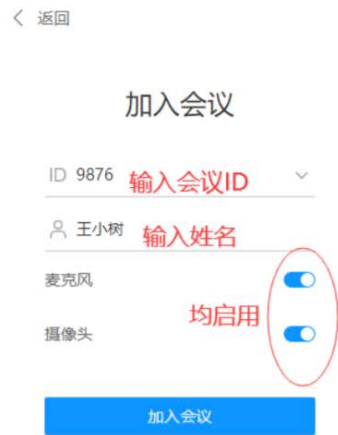 返回
加入会议
ID 9876 输入会议ID
王小树 输入姓名
麦克风
均启用
摄像头
加入会议